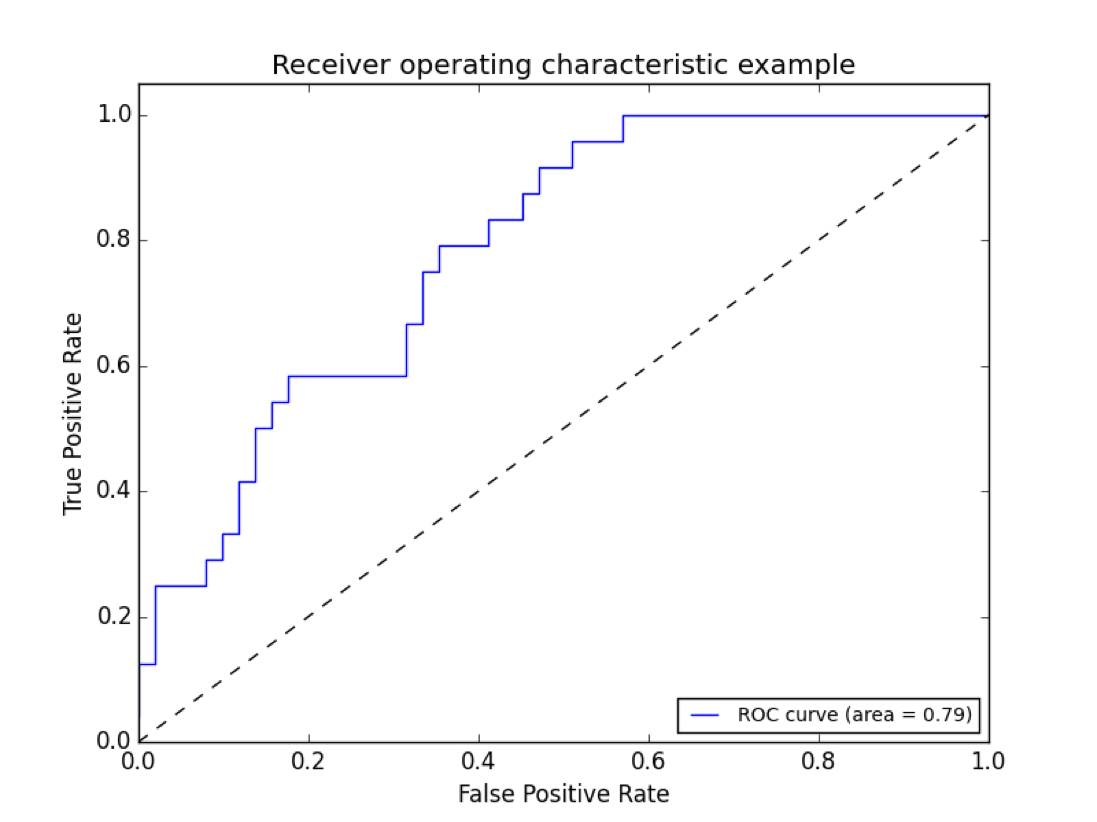 Receiver operating characteristic example
1.0
0.8
0.6
0.4
0.2
0.0
True Positive Rate
ROC curve (area = 0.79)
0.0 0.2 0.4 0.6 0.8 1.0
False Positive Rate